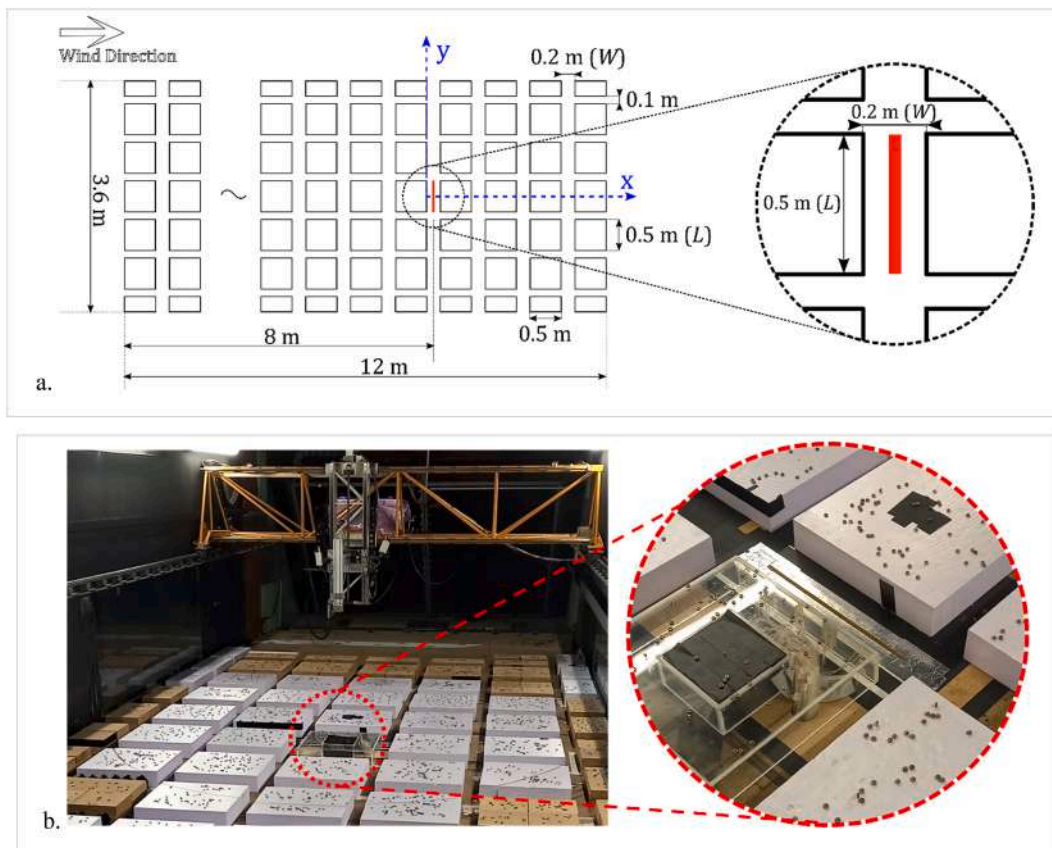 Wind Direction
y
0.2 m (W)
0.1 m
0.2 m (W)
3.6 m
x
0.5 m (L)
0.5 m (L)
8 m
0.5 m
12 m
a.
b.